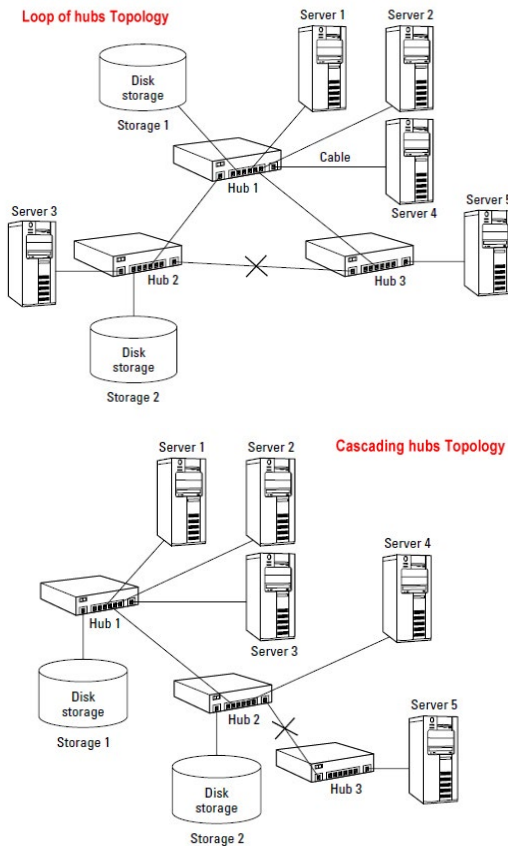 Loop of hubs Topology
Server 1
Server 2
Disk
storage
Storage 1
Cable
Hub 1
Server 4
Server 3
Server 5
Hub 2
Hub 3
Disk
storage
Storage 2
Server 1
Server 2
Cascading hubs Topology
Server 4
Hub 1
Server 3
Disk
storage
Storage 1
Hub 2
Server 5
Disk
storage
Hub 3
Storage 2